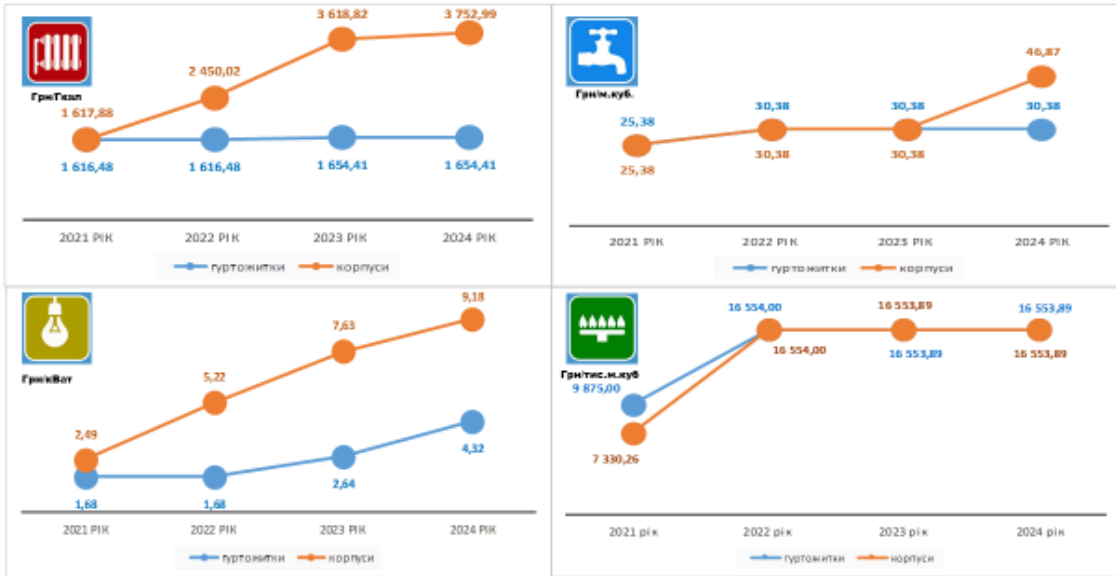 3 618,82
3 752,99
2 450,02
Грн/Гкал
1 617,88
1 616,48
1 616,48
1 654,41
1 654,41
2021 РІК
2022 РІК
2023 РІК
2024 РІК
гуртожитки
корпуси
46,87
Грн/м.куб.
25,38
30,38
30,38
30,38
25,38
30,38
30,38
2021 РІК
2022 РІК
2023 РІК
2024 РІК
гуртожитки
корпуси
9,18
7,63
Грн/кВат
5,22
2,49
4,32
2,64
1,68
1,68
2021 РІК
2022 РІК
2023 РІК
2024 РІК
гуртожитки
корпуси
16 554,00
16 553,89
16 553,89
16 554,00
16 553,89
16 553,89
Грн/тис.м.куб
9 875,00
7 330,26
2021 рік
2022 рік
2023 рік
2024 рік
гуртожитки
корпуси